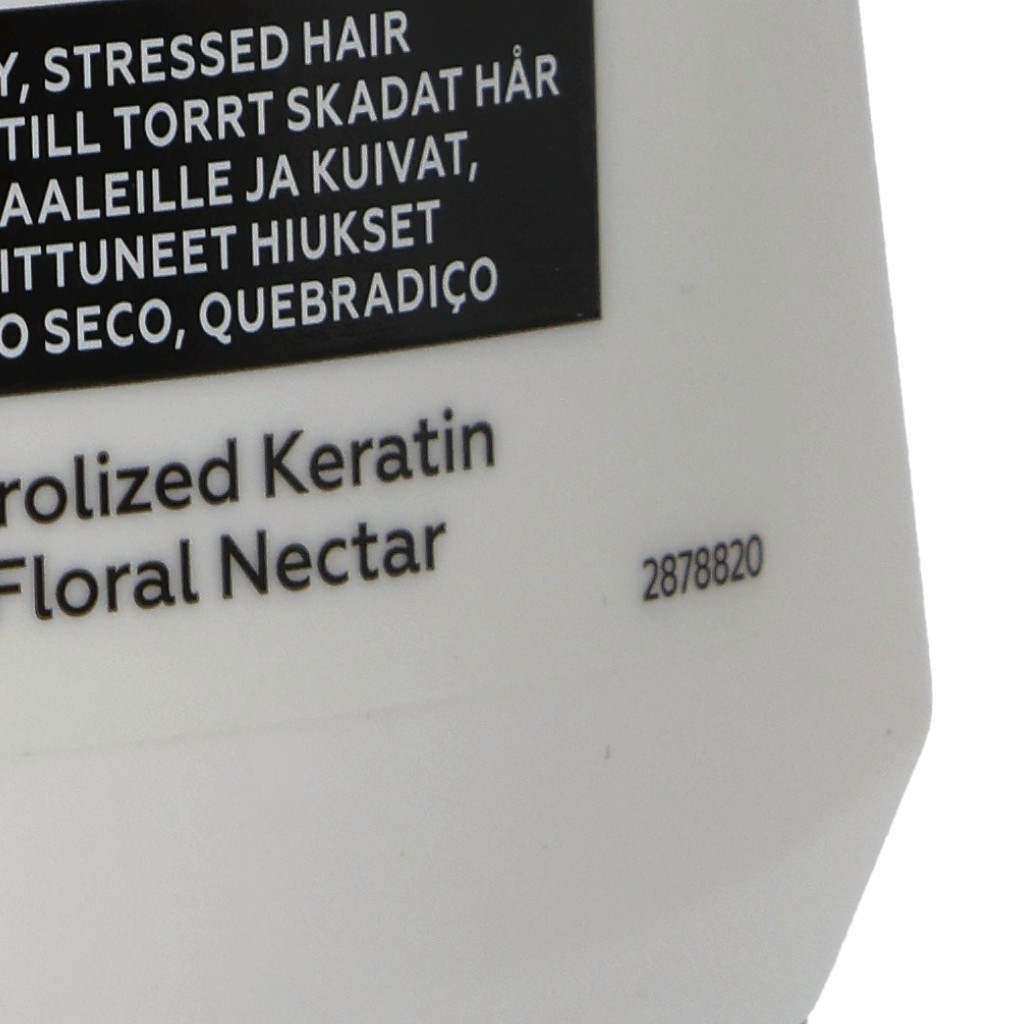 Y, STRESSED HAIR
TILL TORRT SKADAT HÅR
AALEILLE JA KUIVAT,
ITTUNEET HIUKSET
O SECO, QUEBRADIÇO
rolized Keratin
Floral Nectar
2878820